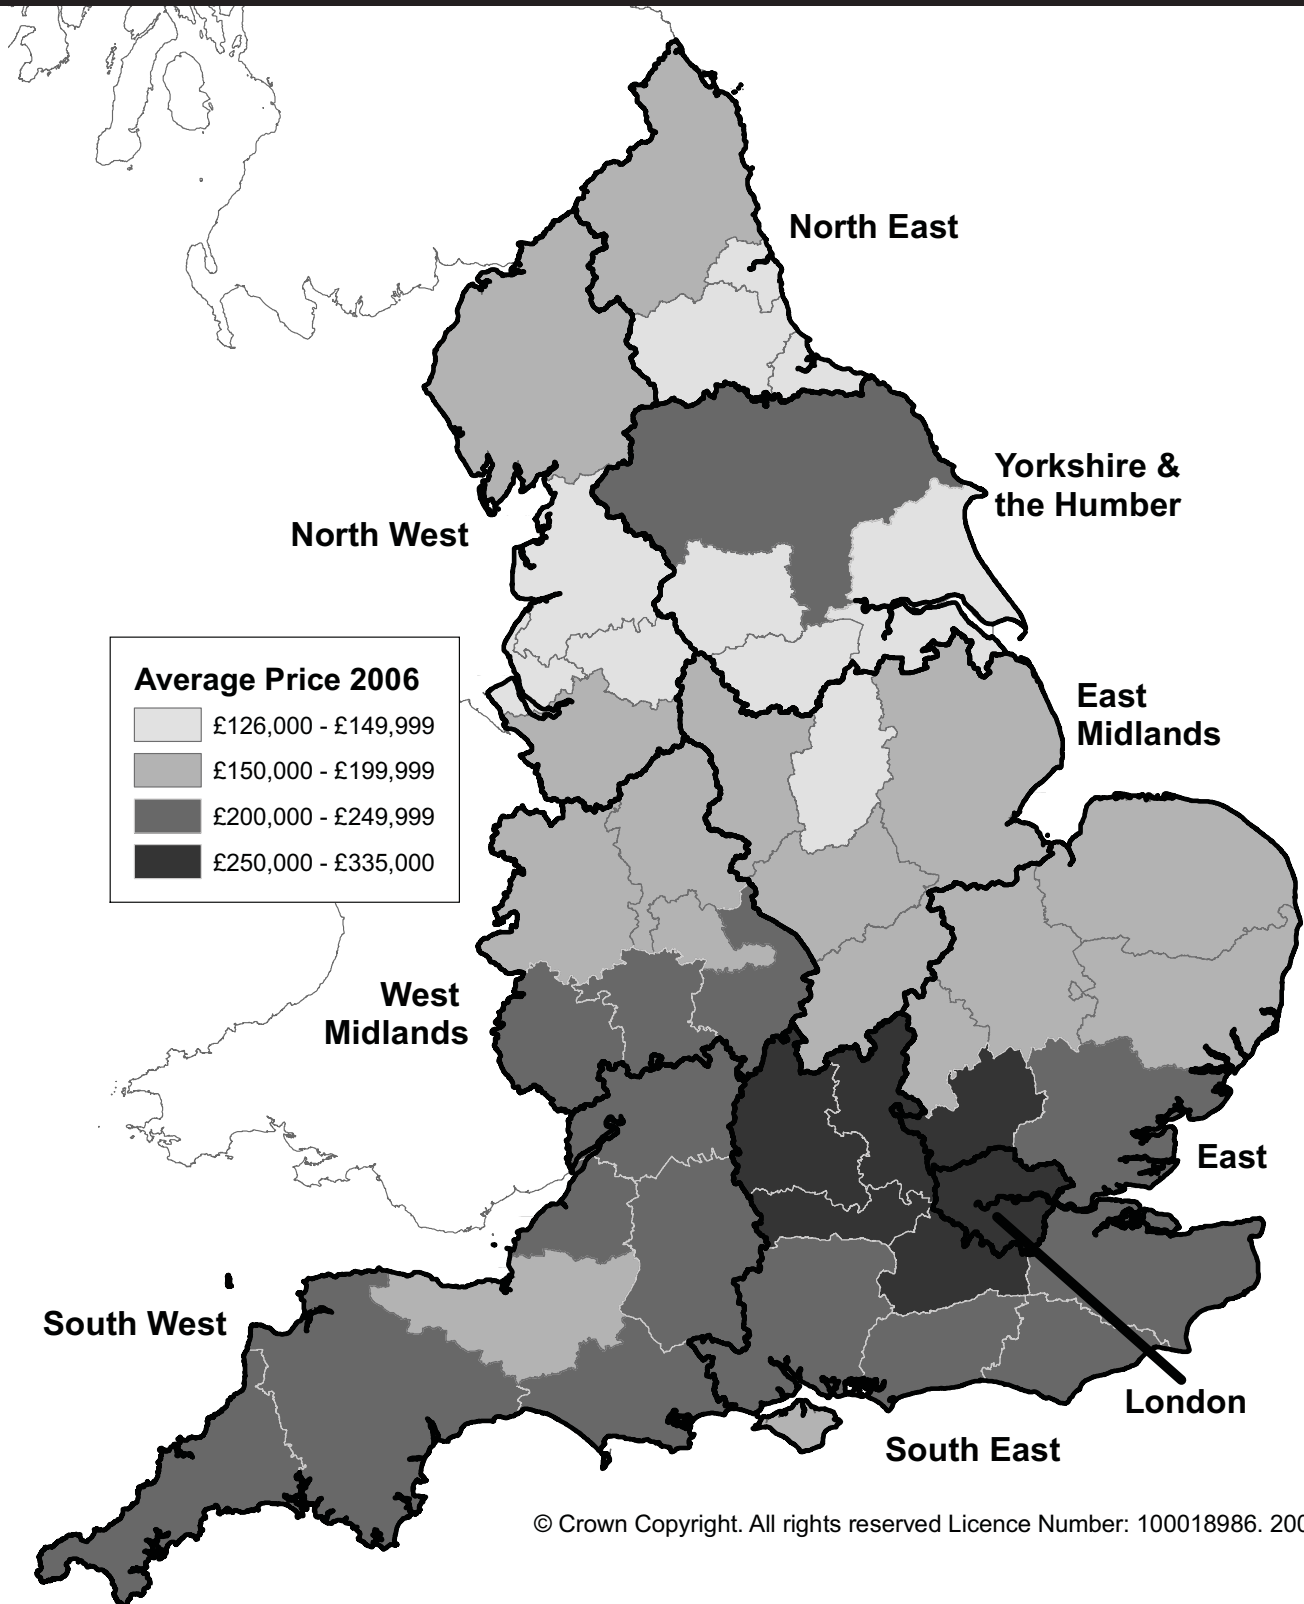 North East
Yorkshire &
the Humber
North West
Average Price 2006
£126,000 - £149,999
£150,000 - £199,999
£200,000 - £249,999
£250,000 - £335,000
East
Midlands
West
Midlands
East
South West
London
South East
© Crown Copyright. All rights reserved Licence Number: 100018986. 200